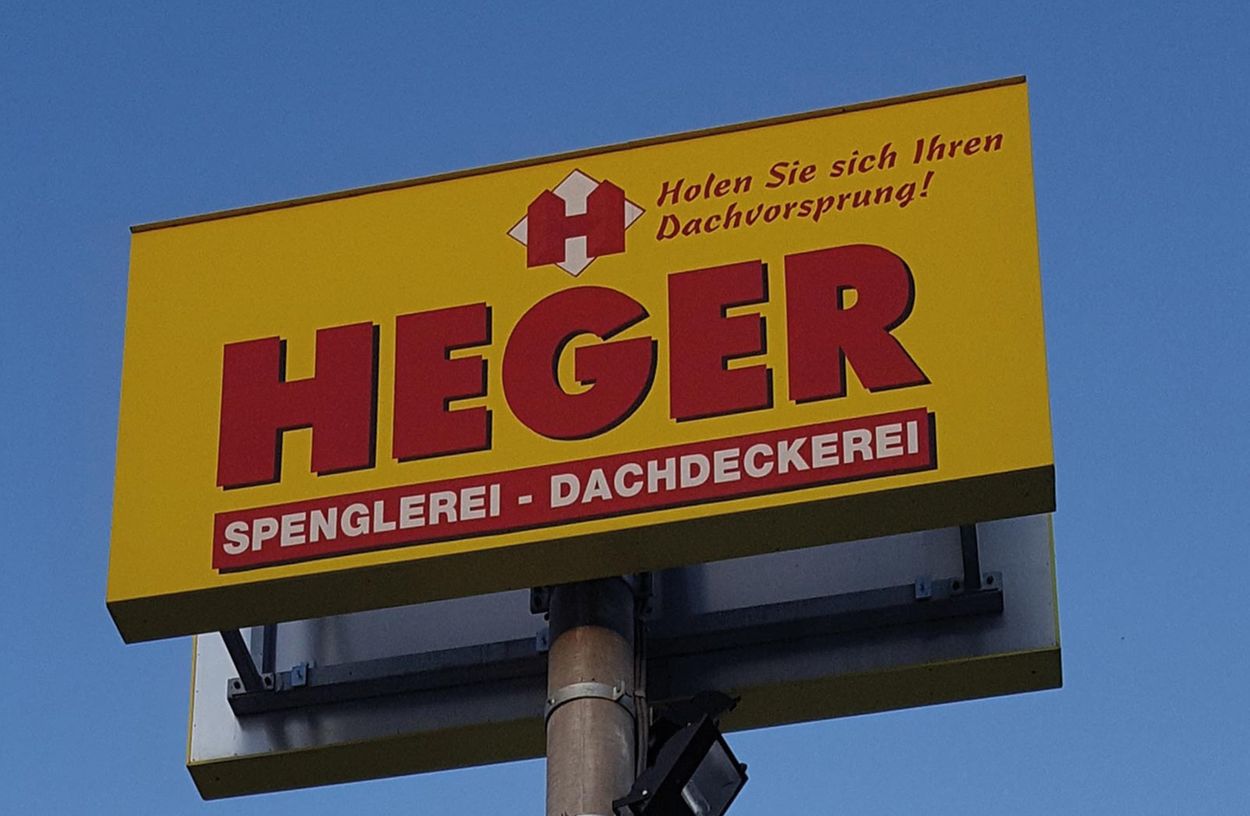 H
Holen Sie sich Ihren
Dachvorsprung!
HEGER
SPENGLEREI - DACHDECKEREI